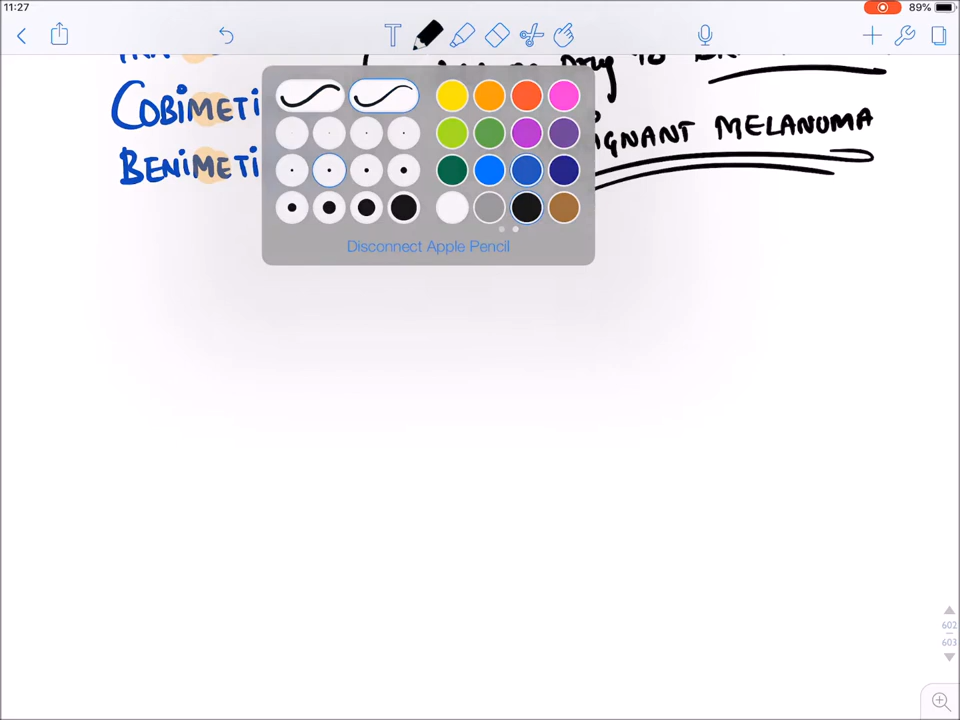 11:27
89%
T
COBIMETI
IGNANT MELANOMA
BENIMETI
Disconnect Apple Pencil
602
603